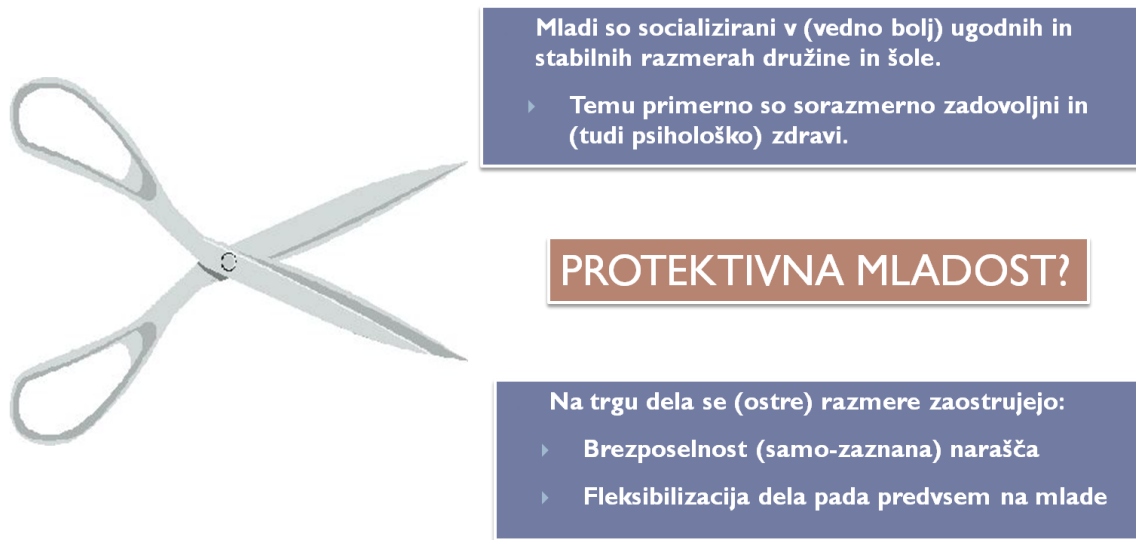 Mladi so socializirani v (vedno bolj) ugodnih in
stabilnih razmerah družine in šole.
Temu primerno so sorazmerno zadovoljni in
(tudi psihološko) zdravi.
PROTEKTIVNA MLADOST?
Na trgu dela se (ostre) razmere zaostrujejo:
Brezposelnost (samo-zaznana) narašča
Fleksibilizacija dela pada predvsem na mlade